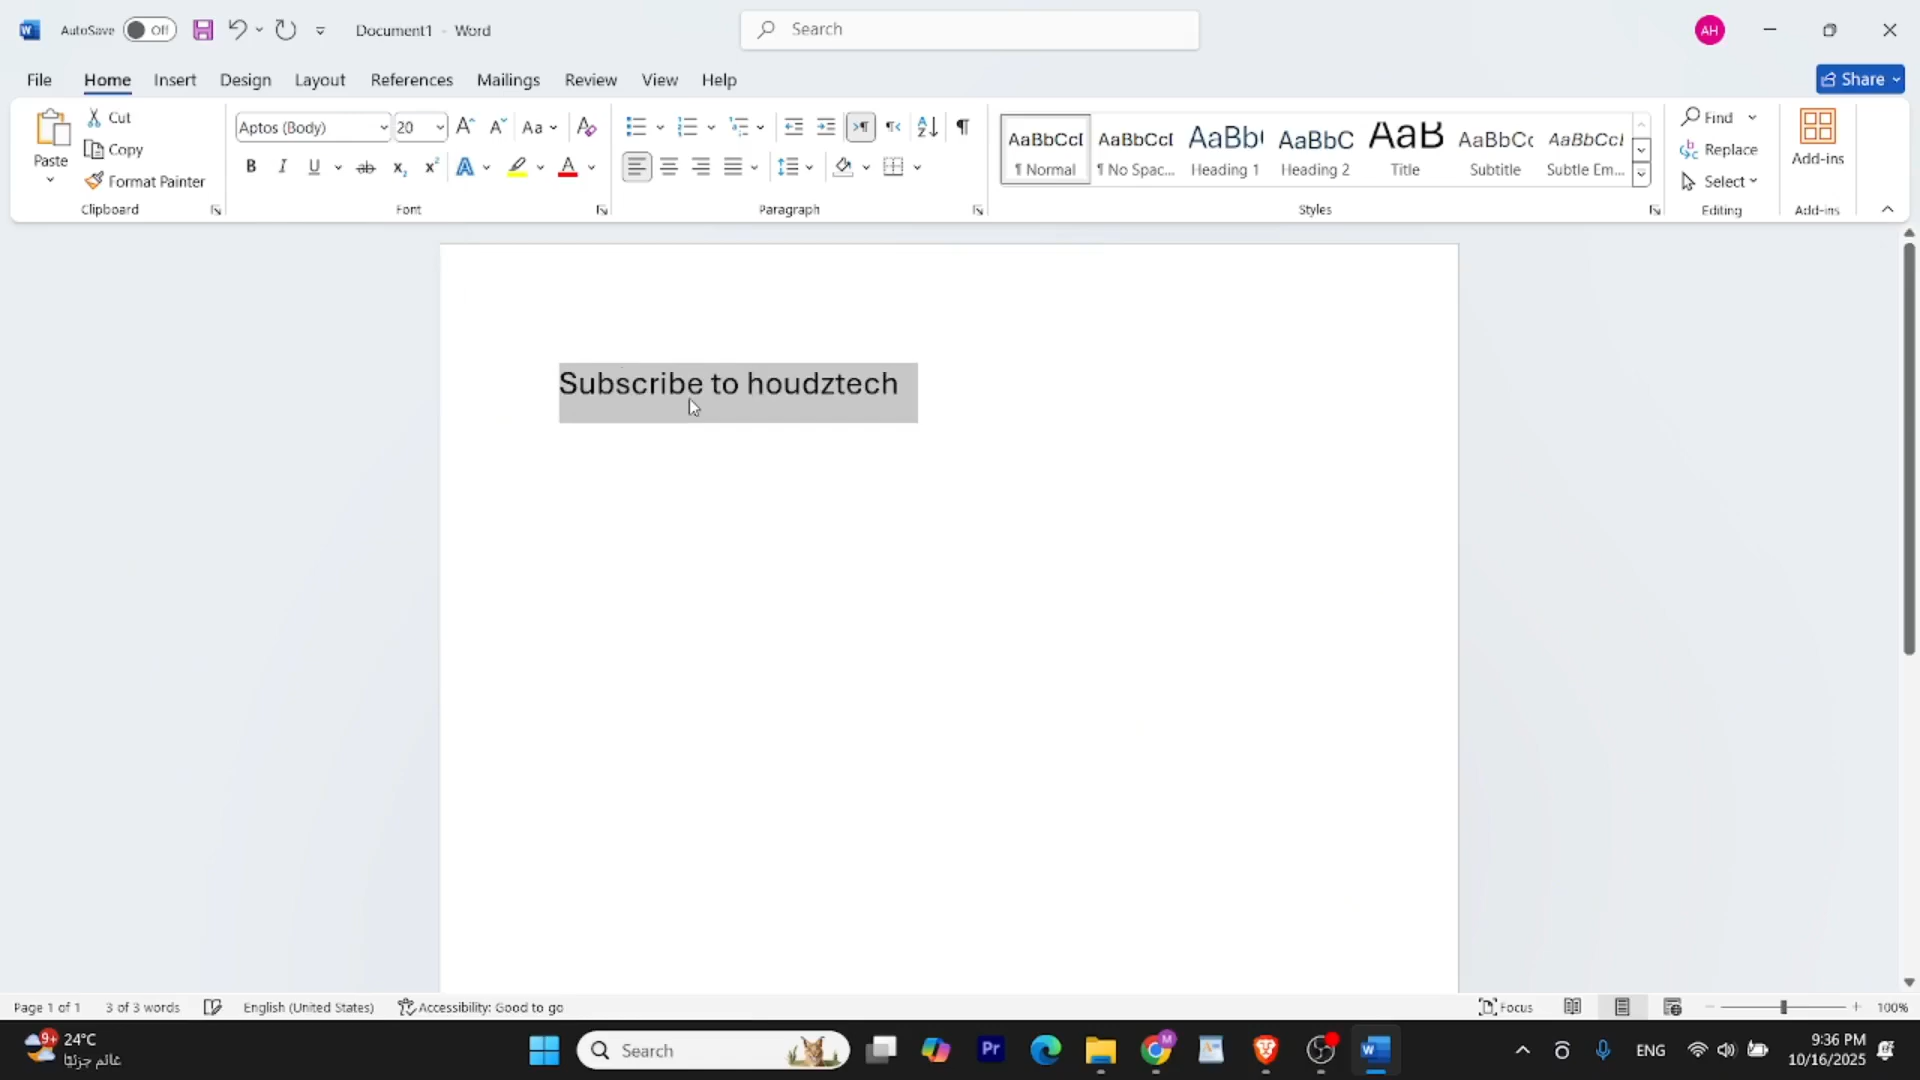 AutoSave Off Document1 - Word Search AH
File Home Insert Design Layout References Mailings Review View Help Share
Paste Cut Copy Format Painter
Clipboard
Aptos (Body) 20 Aa
Font
Paragraph
AaBbCcI AaBbCcI AaBb( AaBbC AaB AaBbCc AaBbCcI
¶ Normal ¶ No Spac... Heading 1 Heading 2 Title Subtitle Subtle Em...
Styles
Find
Replace
Select
Editing
Add-ins
Add-ins
Subscribe to houdztech
Page 1 of 1 3 of 3 words English (United States) Accessibility: Good to go Focus 100%
24°C
غائم جزئيًا
Search
ENG
9:36 PM
10/16/2025